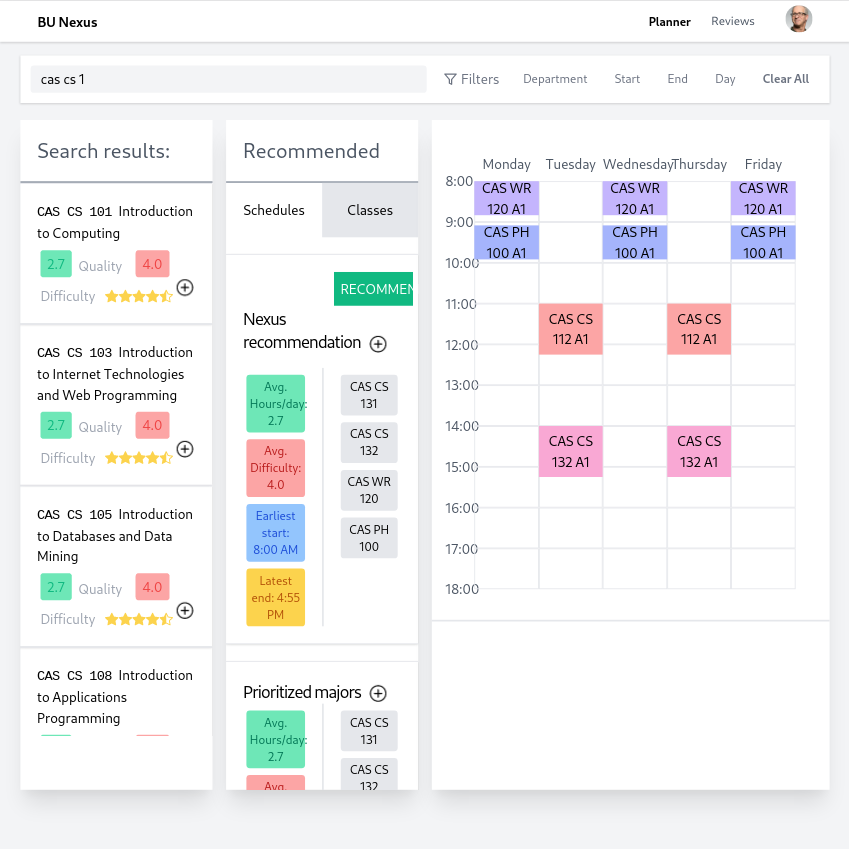 BU Nexus
Planner
Reviews
cas cs 1
Filters
Department
Start
End
Day
Clear All
Search results:
CAS CS 101 Introduction
to Computing
2.7 Quality 4.0
Difficulty
CAS CS 103 Introduction
to Internet Technologies
and Web Programming
2.7 Quality 4.0
Difficulty
CAS CS 105 Introduction
to Databases and Data
Mining
2.7 Quality 4.0
Difficulty
CAS CS 108 Introduction
to Applications
Programming
Recommended
Schedules
Classes
RECOMMEN
Nexus
recommendation
Avg.
Hours/day:
2.7
Avg.
Difficulty:
4.0
Earliest
start:
8:00 AM
Latest
end: 4:55
PM
CAS CS
131
CAS CS
132
CAS WR
120
CAS PH
100
Prioritized majors
Avg.
Hours/day:
2.7
Avg.
CAS CS
131
CAS CS
132
Monday Tuesday Wednesday Thursday Friday
8:00
CAS WR CAS WR CAS WR
120 A1 120 A1 120 A1
9:00
CAS PH CAS PH CAS PH
100 A1 100 A1 100 A1
10:00
11:00
CAS CS CAS CS
112 A1 112 A1
12:00
13:00
14:00
CAS CS CAS CS
132 A1 132 A1
15:00
16:00
17:00
18:00